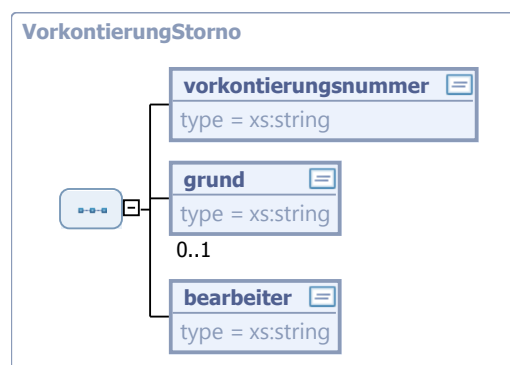 VorkontierungStorno
vorkontierungsnummer
type = xs:string
grund
type = xs:string
0..1
bearbeiter
type = xs:string